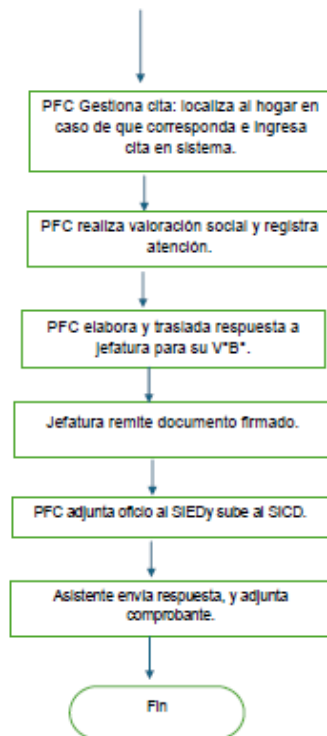 PFC Gestiona cita: localiza al hogar en
caso de que corresponda e ingresa
cita en sistema.
PFC realiza valoración social y registra
atención.
PFC elabora y traslada respuesta a
jefatura para su V°B°.
Jefatura remite documento firmado.
PFC adjunta oficio al SIEDy sube al SICD.
Asistente envía respuesta, y adjunta
comprobante.
Fin